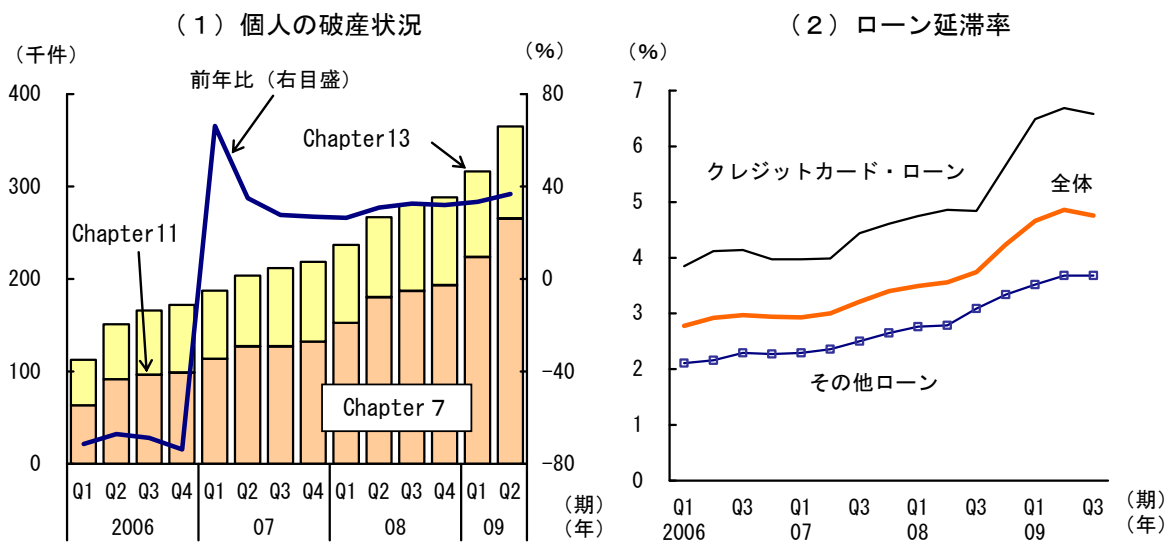 （１）個人の破産状況
（千件）
（％）
前年比（右目盛）
400
300
200
100
0
80
40
0
−40
−80
Chapter13
Chapter11
Chapter７
Q1 Q2 Q3 Q4 Q1 Q2 Q3 Q4 Q1 Q2 Q3 Q4 Q1 Q2
（期）
2006 07 08 09
（年）
（２）ローン延滞率
（％）
7
6
5
4
3
2
1
0
クレジットカード・ローン
全体
その他ローン
Q1 Q3 Q1 Q3 Q1 Q3 Q1 Q3
（期）
2006 07 08 09
（年）